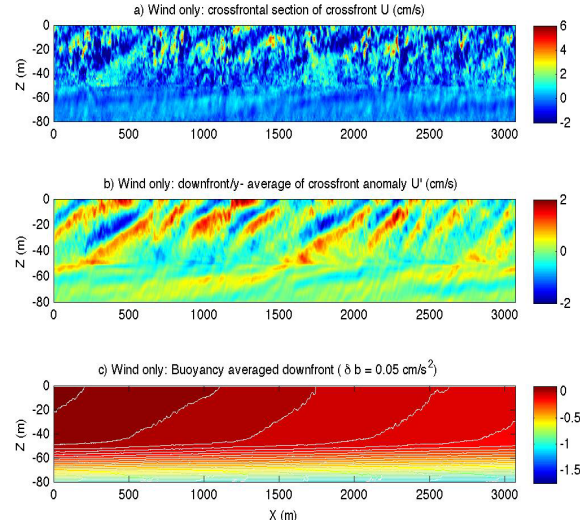 a) Wind only: crossfrontal section of crossfront U (cm/s)
0
-20
-40
-60
-80
Z (m)
0 500 1000 1500 2000 2500 3000
6
4
2
0
-2
b) Wind only: downfront/y- average of crossfront anomaly U' (cm/s)
0
-20
-40
-60
-80
Z (m)
0 500 1000 1500 2000 2500 3000
2
0
-2
c) Wind only: Buoyancy averaged downfront ( δ b = 0.05 cm/s²)
0
-20
-40
-60
-80
Z (m)
0 500 1000 1500 2000 2500 3000
X (m)
0
-0.5
-1
-1.5